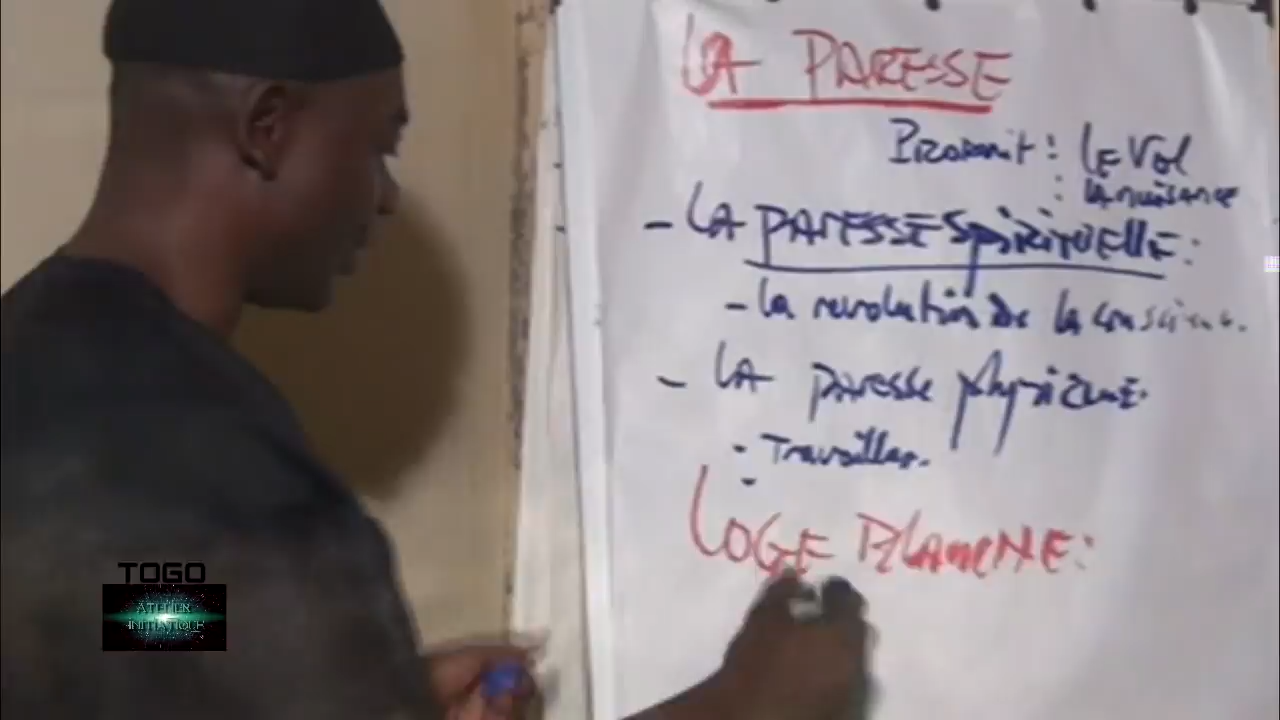 LA PARESSE
Produit : LE Vol
: LA nuisance
- LA PARESSE SpiRituEllE :
- La revolution De la conscience.
- LA paresse physique.
- Travailler.
-
LOGE BLANCHE :
TOGO
ATELIER
INITIATIQUE